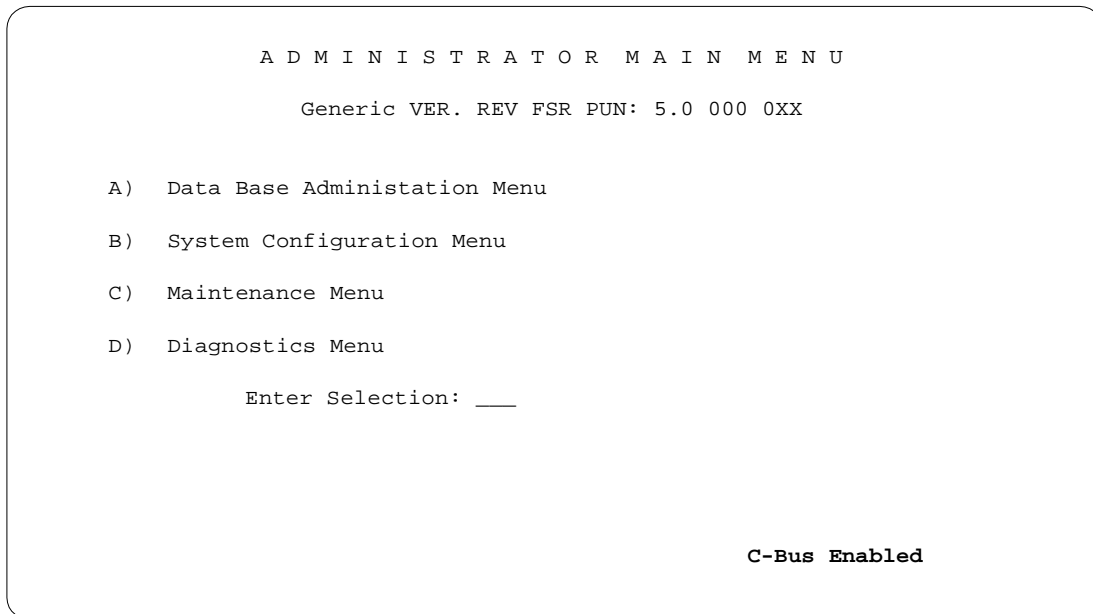 A D M I N I S T R A T O R M A I N M E N U
Generic VER. REV FSR PUN: 5.0 000 0XX
A) Data Base Administation Menu
B) System Configuration Menu
C) Maintenance Menu
D) Diagnostics Menu
Enter Selection: ___
C-Bus Enabled